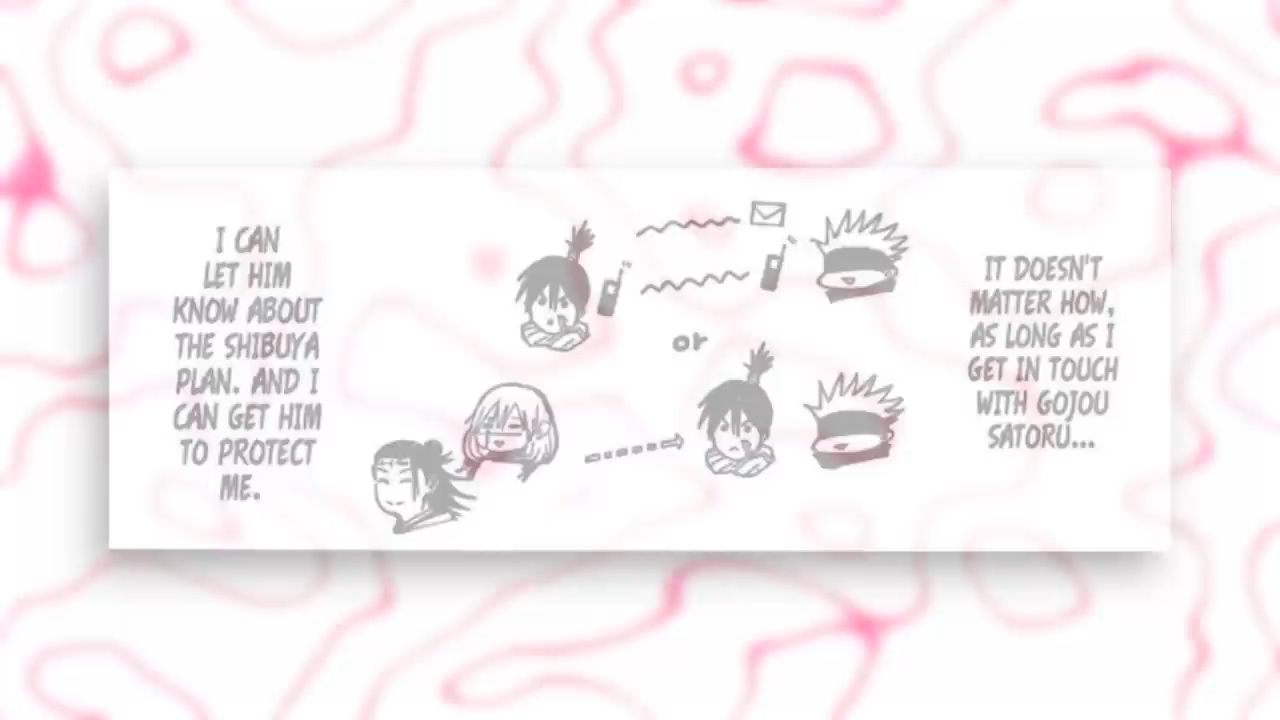 IT DOESN'T
MATTER HOW,
AS LONG AS I
GET IN TOUCH
WITH GOJOU
SATORU...
or
I CAN
LET HIM
KNOW ABOUT
THE SHIBUYA
PLAN. AND I
CAN GET HIM
TO PROTECT
ME.